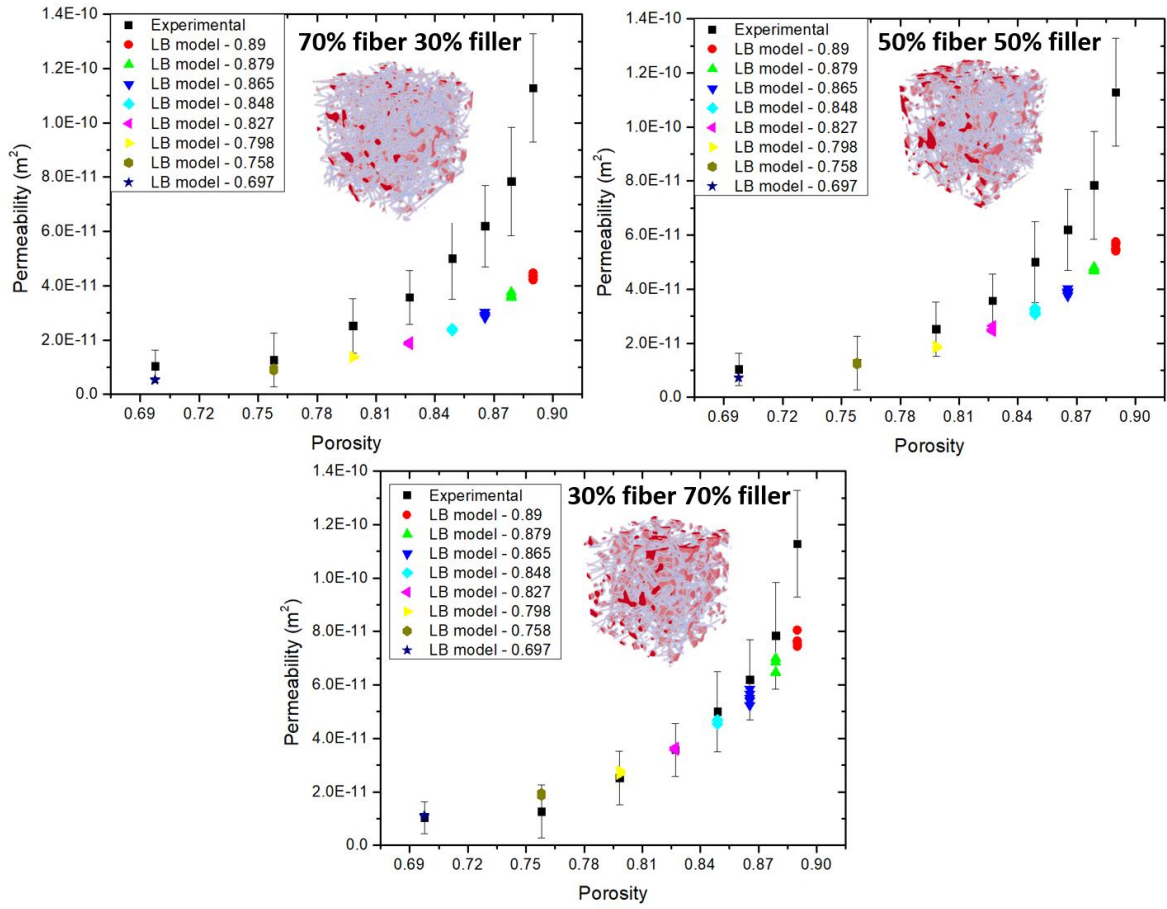 70% fiber 30% filler
Experimental
LB model - 0.89
LB model - 0.879
LB model - 0.865
LB model - 0.848
LB model - 0.827
LB model - 0.798
LB model - 0.758
LB model - 0.697
Permeability (m²)
1.4E-10
1.2E-10
1.0E-10
8.0E-11
6.0E-11
4.0E-11
2.0E-11
0.0
0.69 0.72 0.75 0.78 0.81 0.84 0.87 0.90
Porosity
50% fiber 50% filler
Experimental
LB model - 0.89
LB model - 0.879
LB model - 0.865
LB model - 0.848
LB model - 0.827
LB model - 0.798
LB model - 0.758
LB model - 0.697
Permeability (m²)
1.4E-10
1.2E-10
1.0E-10
8.0E-11
6.0E-11
4.0E-11
2.0E-11
0.0
0.69 0.72 0.75 0.78 0.81 0.84 0.87 0.90
Porosity
30% fiber 70% filler
Experimental
LB model - 0.89
LB model - 0.879
LB model - 0.865
LB model - 0.848
LB model - 0.827
LB model - 0.798
LB model - 0.758
LB model - 0.697
Permeability (m²)
1.4E-10
1.2E-10
1.0E-10
8.0E-11
6.0E-11
4.0E-11
2.0E-11
0.0
0.69 0.72 0.75 0.78 0.81 0.84 0.87 0.90
Porosity